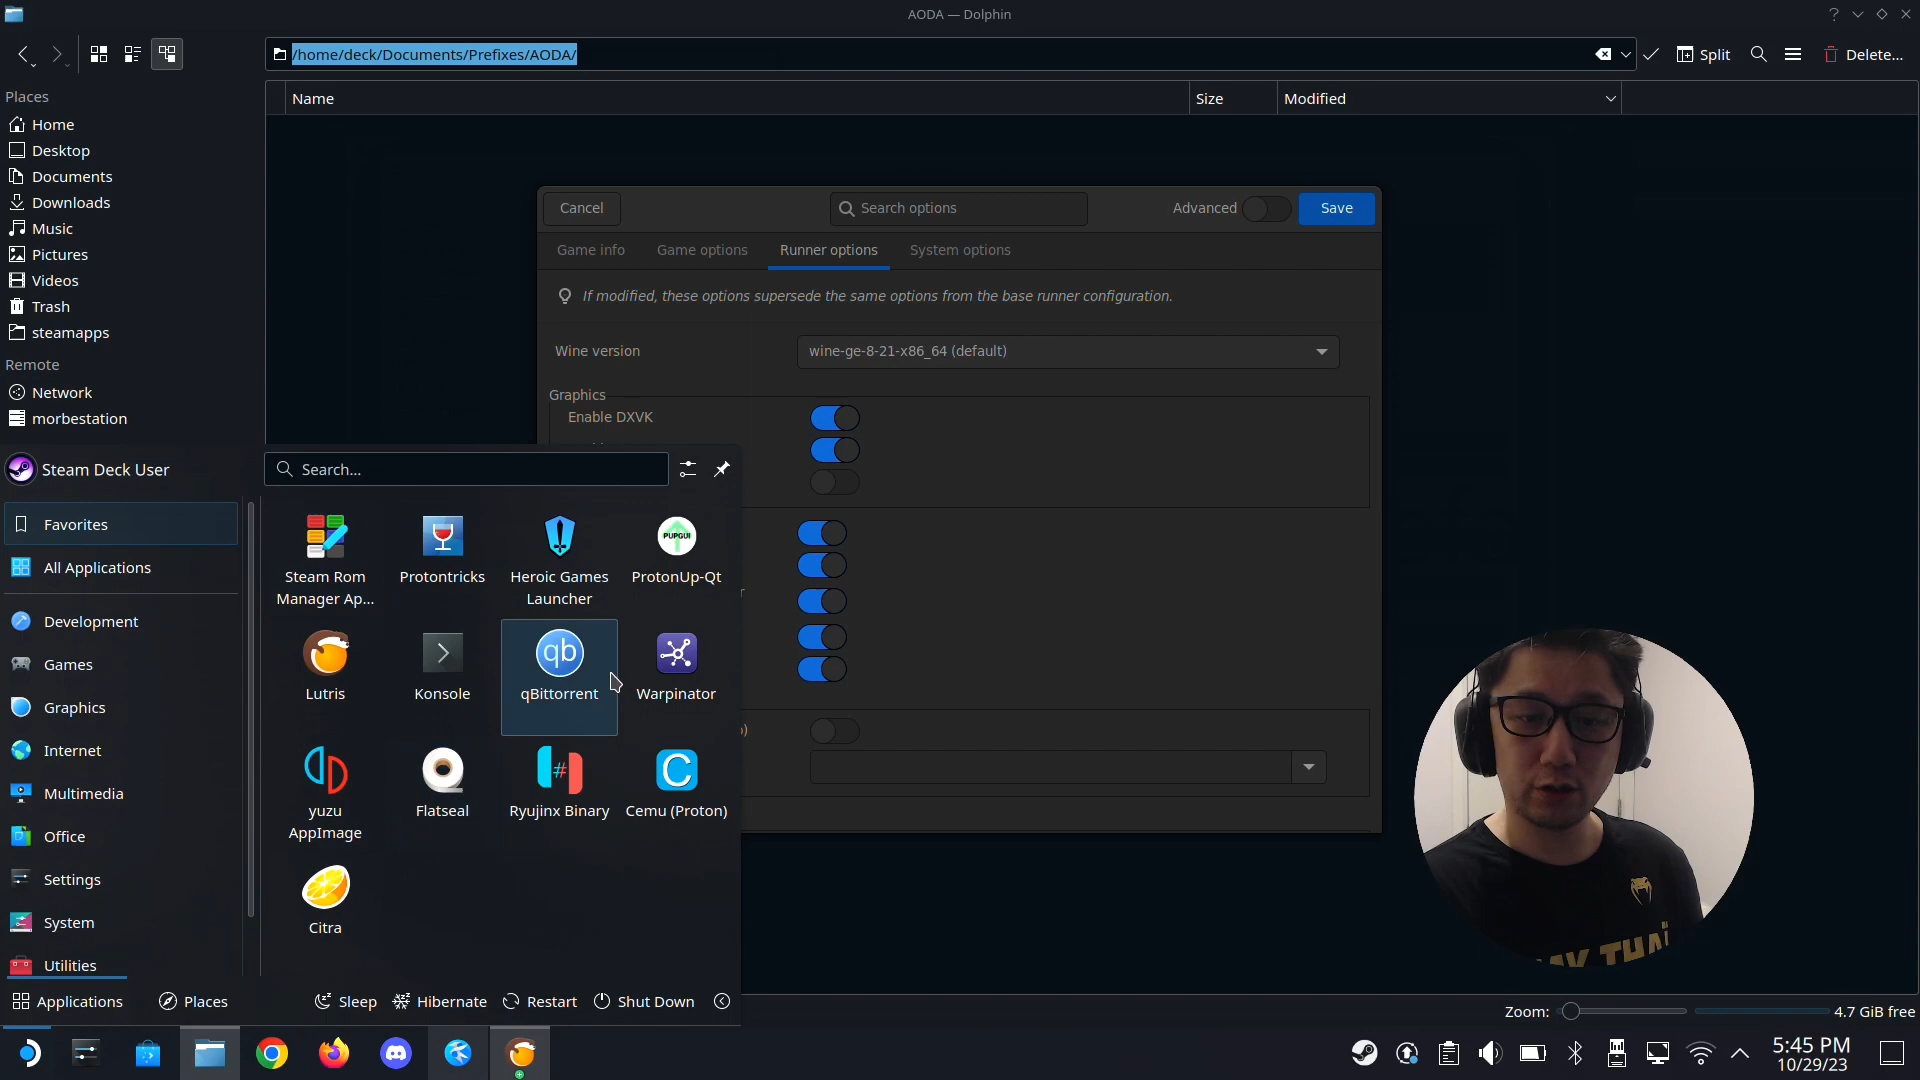 AODA — Dolphin
/home/deck/Documents/Prefixes/AODA/
Split
Delete...
Places
Home
Desktop
Documents
Downloads
Music
Pictures
Videos
Trash
steamapps
Remote
Network
morbestation
Name
Size
Modified
Cancel
Search options
Advanced
Save
Game info
Game options
Runner options
System options
If modified, these options supersede the same options from the base runner configuration.
Wine version
wine-ge-8-21-x86_64 (default)
Graphics
Enable DXVK
Steam Deck User
Search...
Favorites
All Applications
Development
Games
Graphics
Internet
Multimedia
Office
Settings
System
Utilities
Steam Rom
Manager Ap...
Protontricks
Heroic Games
Launcher
PUPGUI
ProtonUp-Qt
Lutris
Konsole
qb
qBittorrent
Warpinator
yuzu
AppImage
Flatseal
#
Ryujinx Binary
C
Cemu (Proton)
Citra
Applications
Places
Sleep
Hibernate
Restart
Shut Down
THAI
Zoom:
4.7 GiB free
5:45 PM
10/29/23